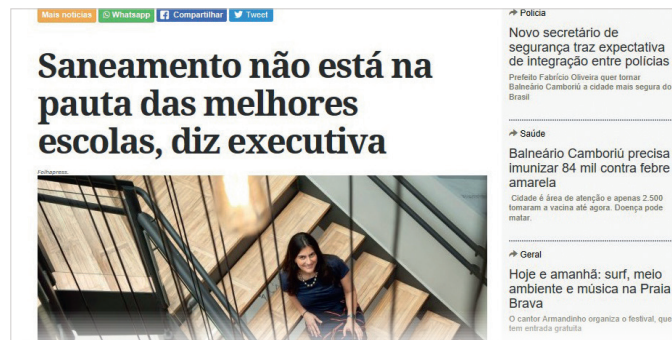 Mais notícias Whatsapp Compartilhar Tweet
Saneamento não está na
pauta das melhores
escolas, diz executiva
Folhapress.
Polícia
Novo secretário de
segurança traz expectativa
de integração entre polícias
Prefeito Fabrício Oliveira quer tornar
Balneário Camboriú a cidade mais segura do
Brasil
Saúde
Balneário Camboriú precisa
imunizar 84 mil contra febre
amarela
Cidade é área de atenção e apenas 2.500
tomaram a vacina até agora. Doença pode
matar.
Geral
Hoje e amanhã: surf, meio
ambiente e música na Praia
Brava
O cantor Armandinho organiza o festival, que
tem entrada gratuita